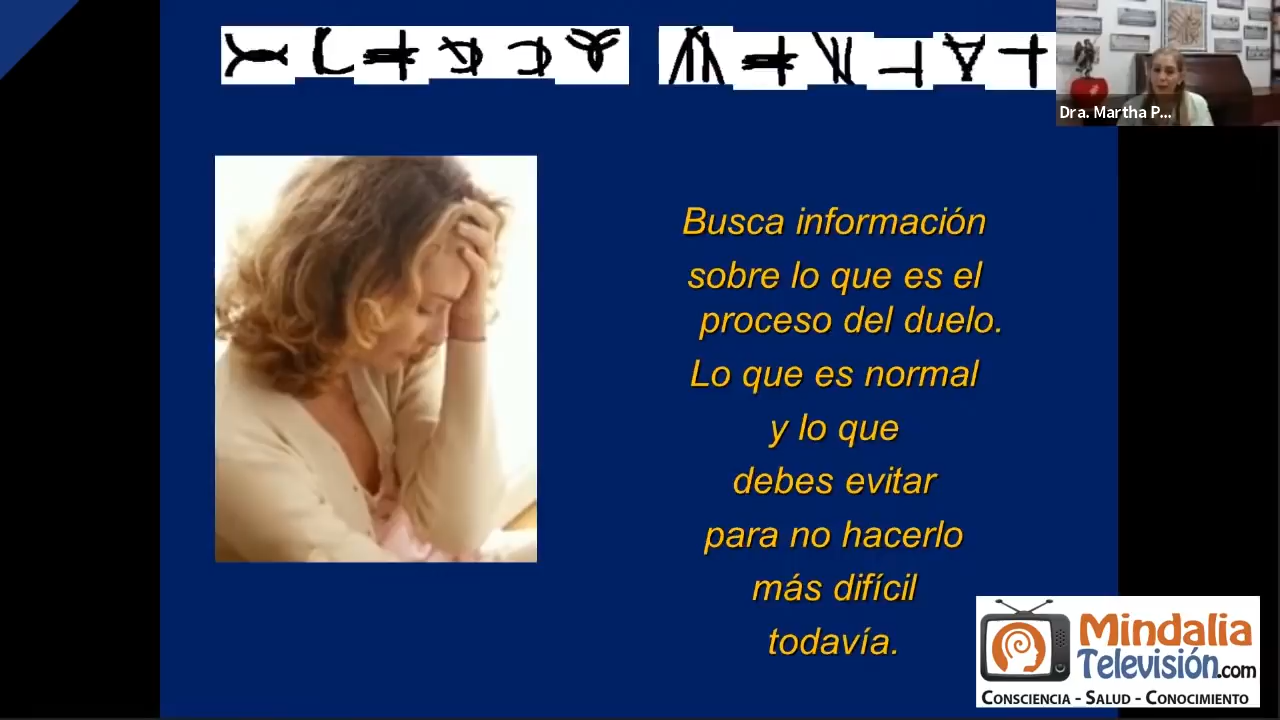 Dra. Martha P...
Busca información
sobre lo que es el
proceso del duelo.
Lo que es normal
y lo que
debes evitar
para no hacerlo
más difícil
todavía.
Mindalia
Televisión.com
CONSCIENCIA - SALUD - CONOCIMIENTO